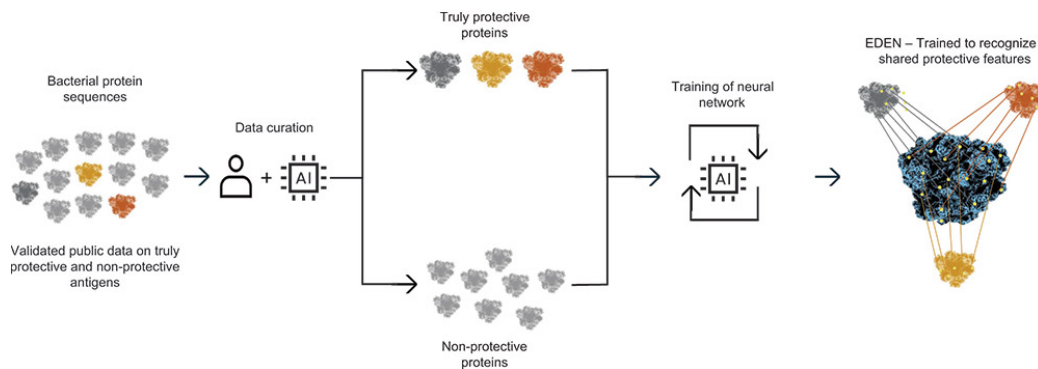 Bacterial protein
sequences
Validated public data on truly
protective and non-protective
antigens
Data curation
+
AI
Truly protective
proteins
Non-protective
proteins
Training of neural
network
AI
EDEN – Trained to recognize
shared protective features